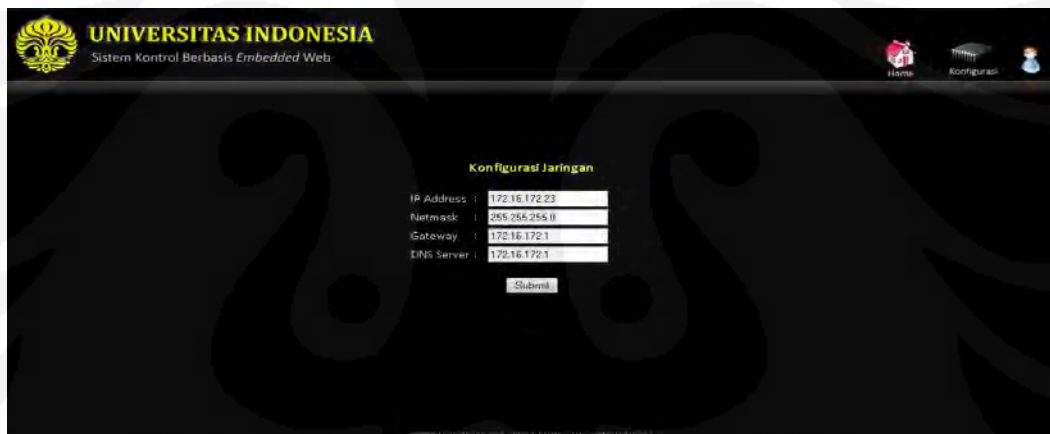 UNIVERSITAS INDONESIA
Sistem Kontrol Berbasis Embedded Web
Home
Konfigurasi
Konfigurasi Jaringan
IP Address : 172.16.172.23
Netmask : 255.255.255.0
Gateway : 172.16.172.1
DNS Server : 172.16.172.1
Submit